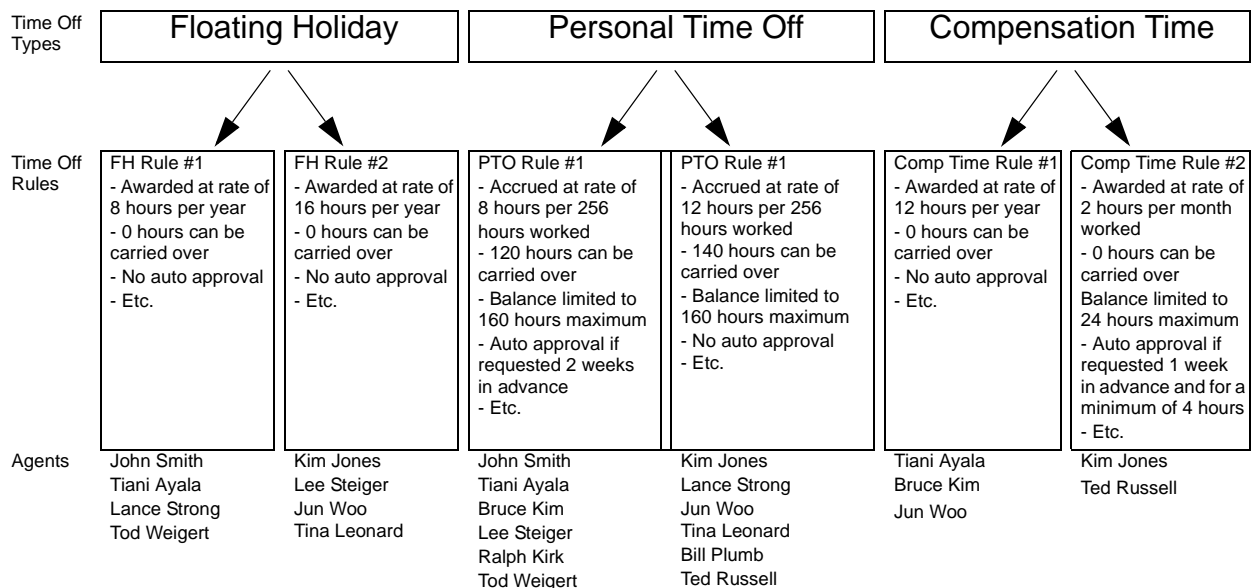 Time Off
Types
Floating Holiday
Personal Time Off
Compensation Time
Time Off
Rules
FH Rule #1
- Awarded at rate of
8 hours per year
- 0 hours can be
carried over
- No auto approval
- Etc.
FH Rule #2
- Awarded at rate of
16 hours per year
- 0 hours can be
carried over
- No auto approval
- Etc.
PTO Rule #1
- Accrued at rate of
8 hours per 256
hours worked
- 120 hours can be
carried over
- Balance limited to
160 hours maximum
- Auto approval if
requested 2 weeks
in advance
- Etc.
PTO Rule #1
- Accrued at rate of
12 hours per 256
hours worked
- 140 hours can be
carried over
- Balance limited to
160 hours maximum
- No auto approval
- Etc.
Comp Time Rule #1
- Awarded at rate of
12 hours per year
- 0 hours can be
carried over
- No auto approval
- Etc.
Comp Time Rule #2
- Awarded at rate of
2 hours per month
worked
- 0 hours can be
carried over
Balance limited to
24 hours maximum
- Auto approval if
requested 1 week
in advance and for a
minimum of 4 hours
- Etc.
Agents
John Smith
Tiani Ayala
Lance Strong
Tod Weigert
Kim Jones
Lee Steiger
Jun Woo
Tina Leonard
John Smith
Tiani Ayala
Bruce Kim
Lee Steiger
Ralph Kirk
Tod Weigert
Kim Jones
Lance Strong
Jun Woo
Tina Leonard
Bill Plumb
Ted Russell
Tiani Ayala
Bruce Kim
Jun Woo
Kim Jones
Ted Russell